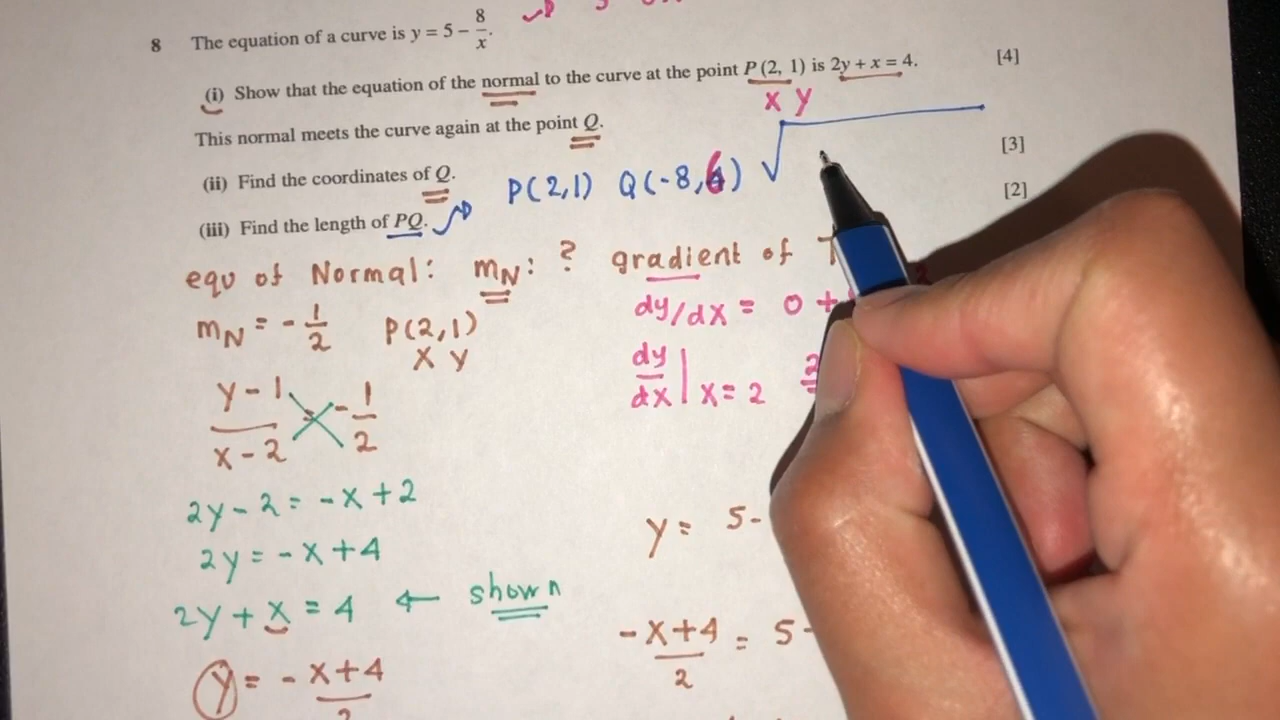 8 The equation of a curve is y = 5 − 8/x.
(i) Show that the equation of the normal to the curve at the point P (2, 1) is 2y + x = 4. [4]
x y
This normal meets the curve again at the point Q.
(ii) Find the coordinates of Q. [3]
P(2,1) Q(-8,6) √
(iii) Find the length of PQ. [2]
equ of Normal: mN: ? gradient of T
mN = -1/2 P(2,1)
X Y
dy/dx = 0 +
dy/dx | x=2 2
y-1/x-2 = -1/2
2y-2 = -x+2
2y = -x+4
2y + x = 4 ← shown
y = -x+4/2
y = 5-
-x+4/2 = 5-